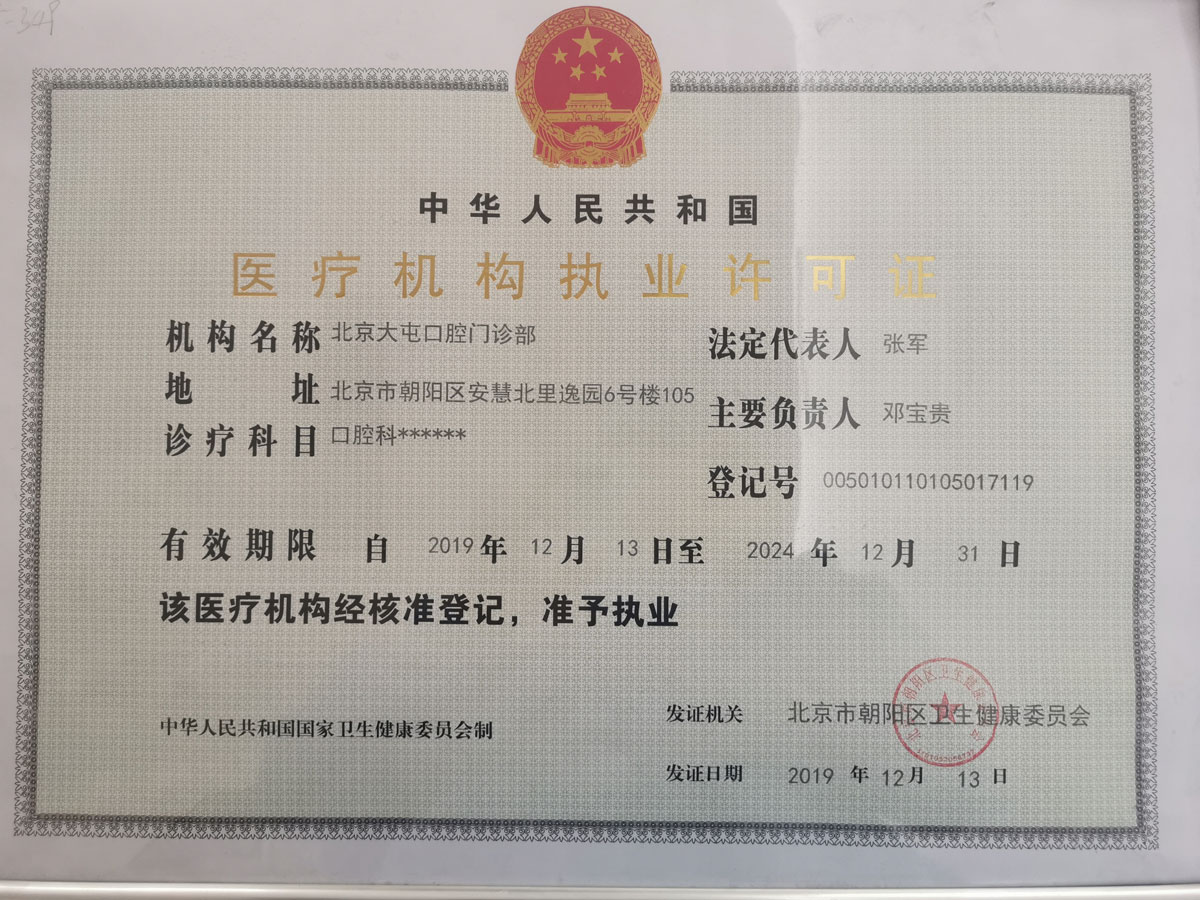 中华人民共和国
医疗机构执业许可证
机构名称 北京大屯口腔门诊部
法定代表人 张军
地址 北京市朝阳区安慧北里逸园6号楼105
主要负责人 邓宝贵
诊疗科目 口腔科******
登记号 005010110105017119
有效期限 自 2019 年 12 月 13 日至 2024 年 12 月 31 日
该医疗机构经核准登记，准予执业
中华人民共和国国家卫生健康委员会制
发证机关 北京市朝阳区卫生健康委员会
发证日期 2019 年 12 月 13 日